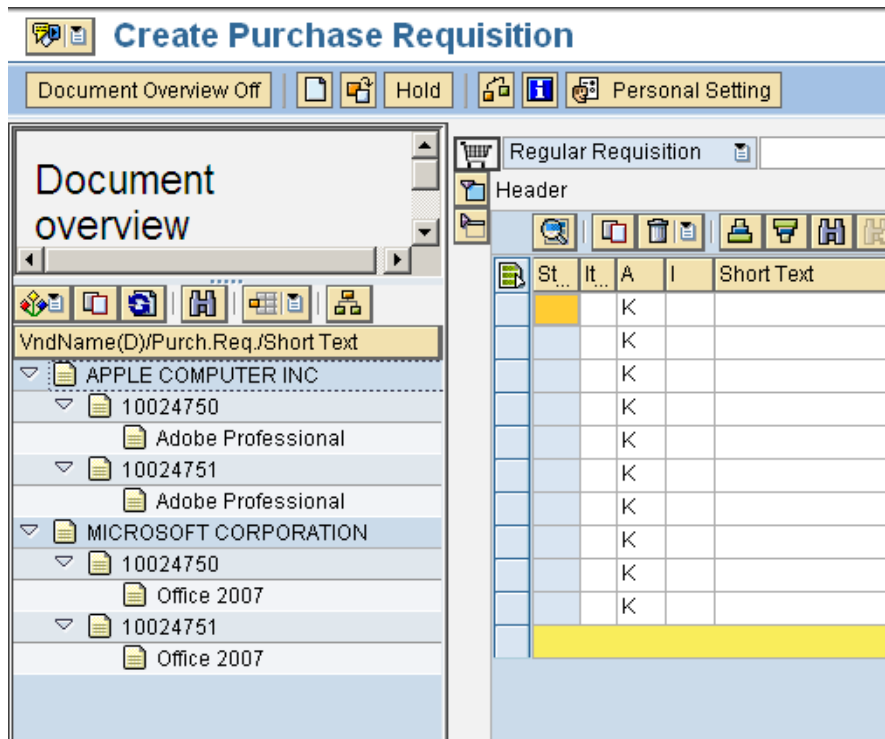 Create Purchase Requisition
Document Overview Off Hold Personal Setting
Document
overview
VndName(D)/Purch.Req./Short Text
APPLE COMPUTER INC
10024750
Adobe Professional
10024751
Adobe Professional
MICROSOFT CORPORATION
10024750
Office 2007
10024751
Office 2007
Regular Requisition
Header
St... It... A I Short Text
K
K
K
K
K
K
K
K
K
K